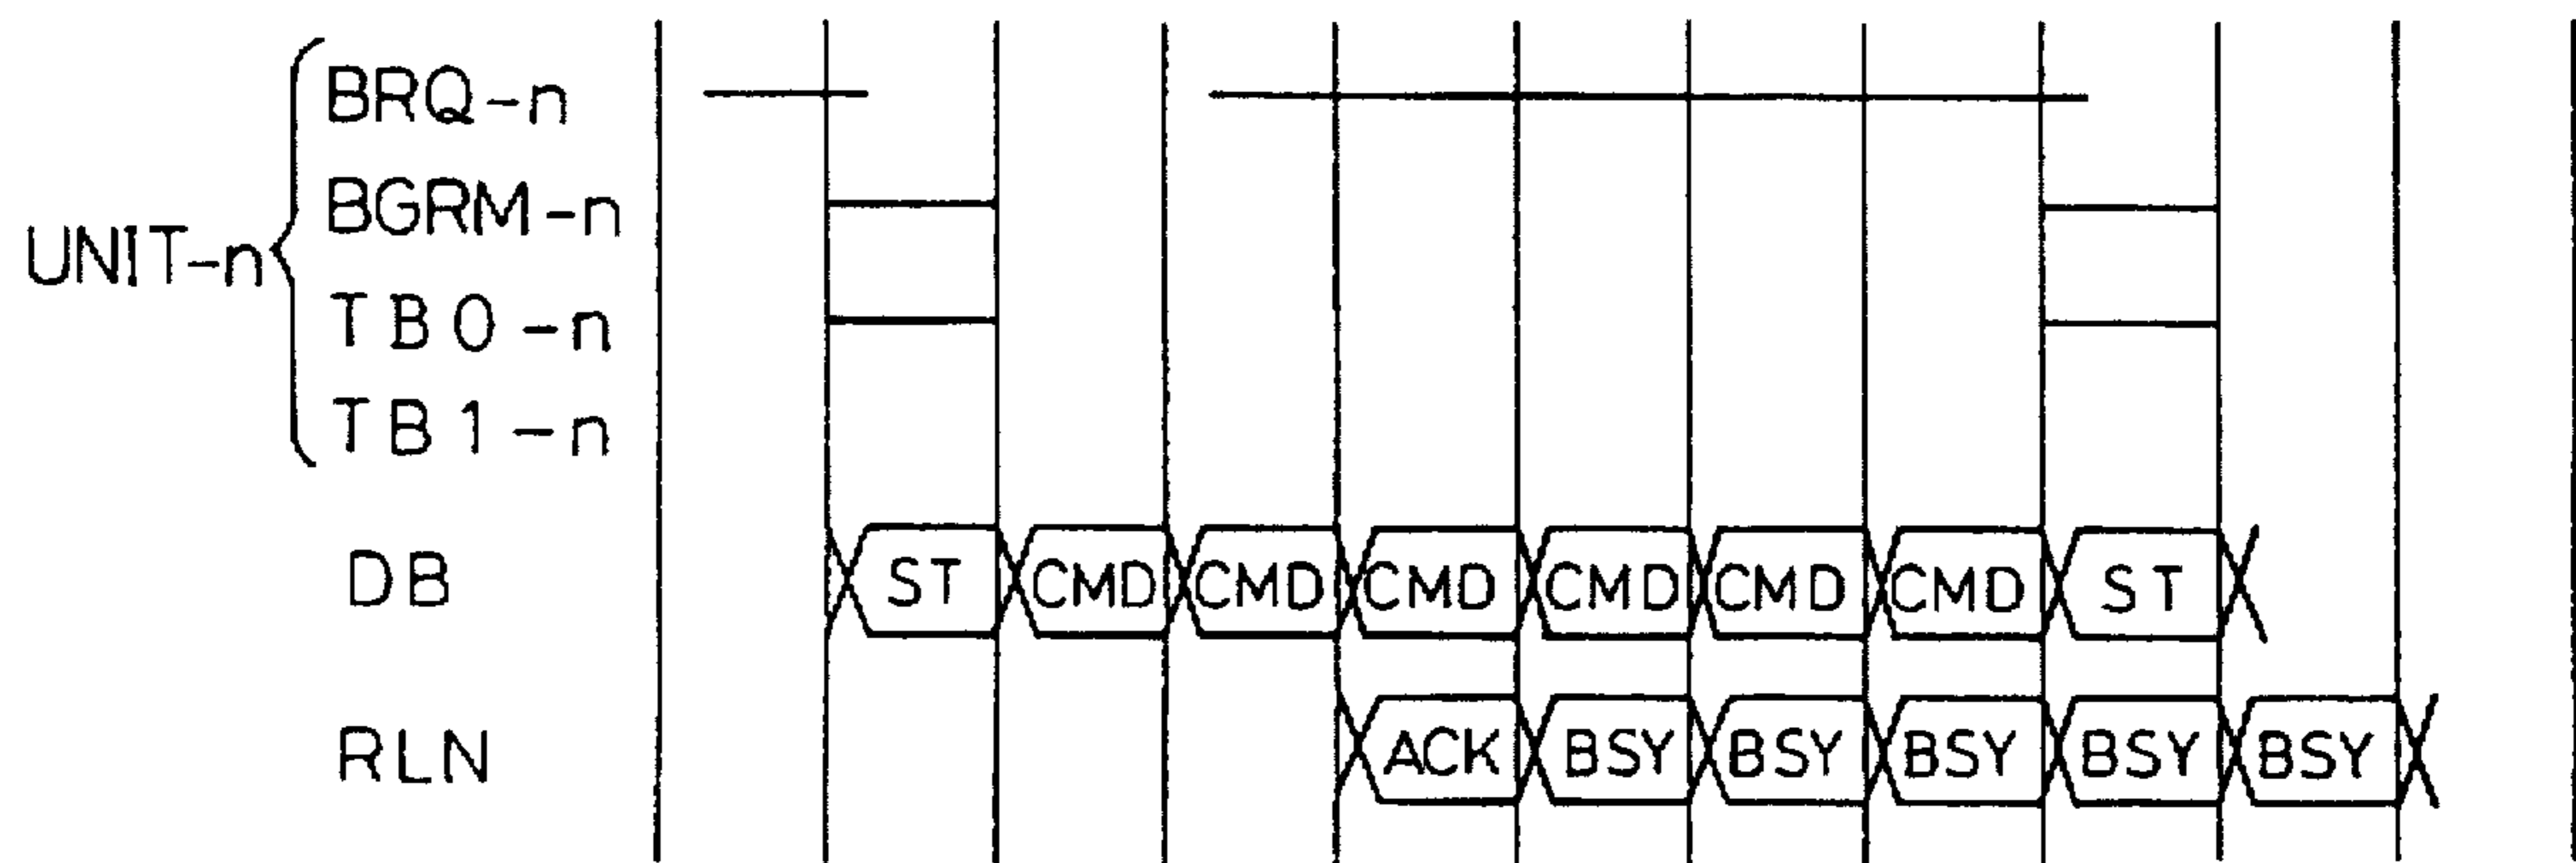 BRQ-n
BGRM-n
UNIT-n
TB0-n
TB1-n
DB ST CMD CMD CMD CMD CMD CMD ST
RLN ACK BSY BSY BSY BSY BSY